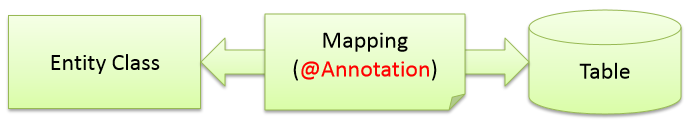 Entity Class
Mapping
(@Annotation)
Table